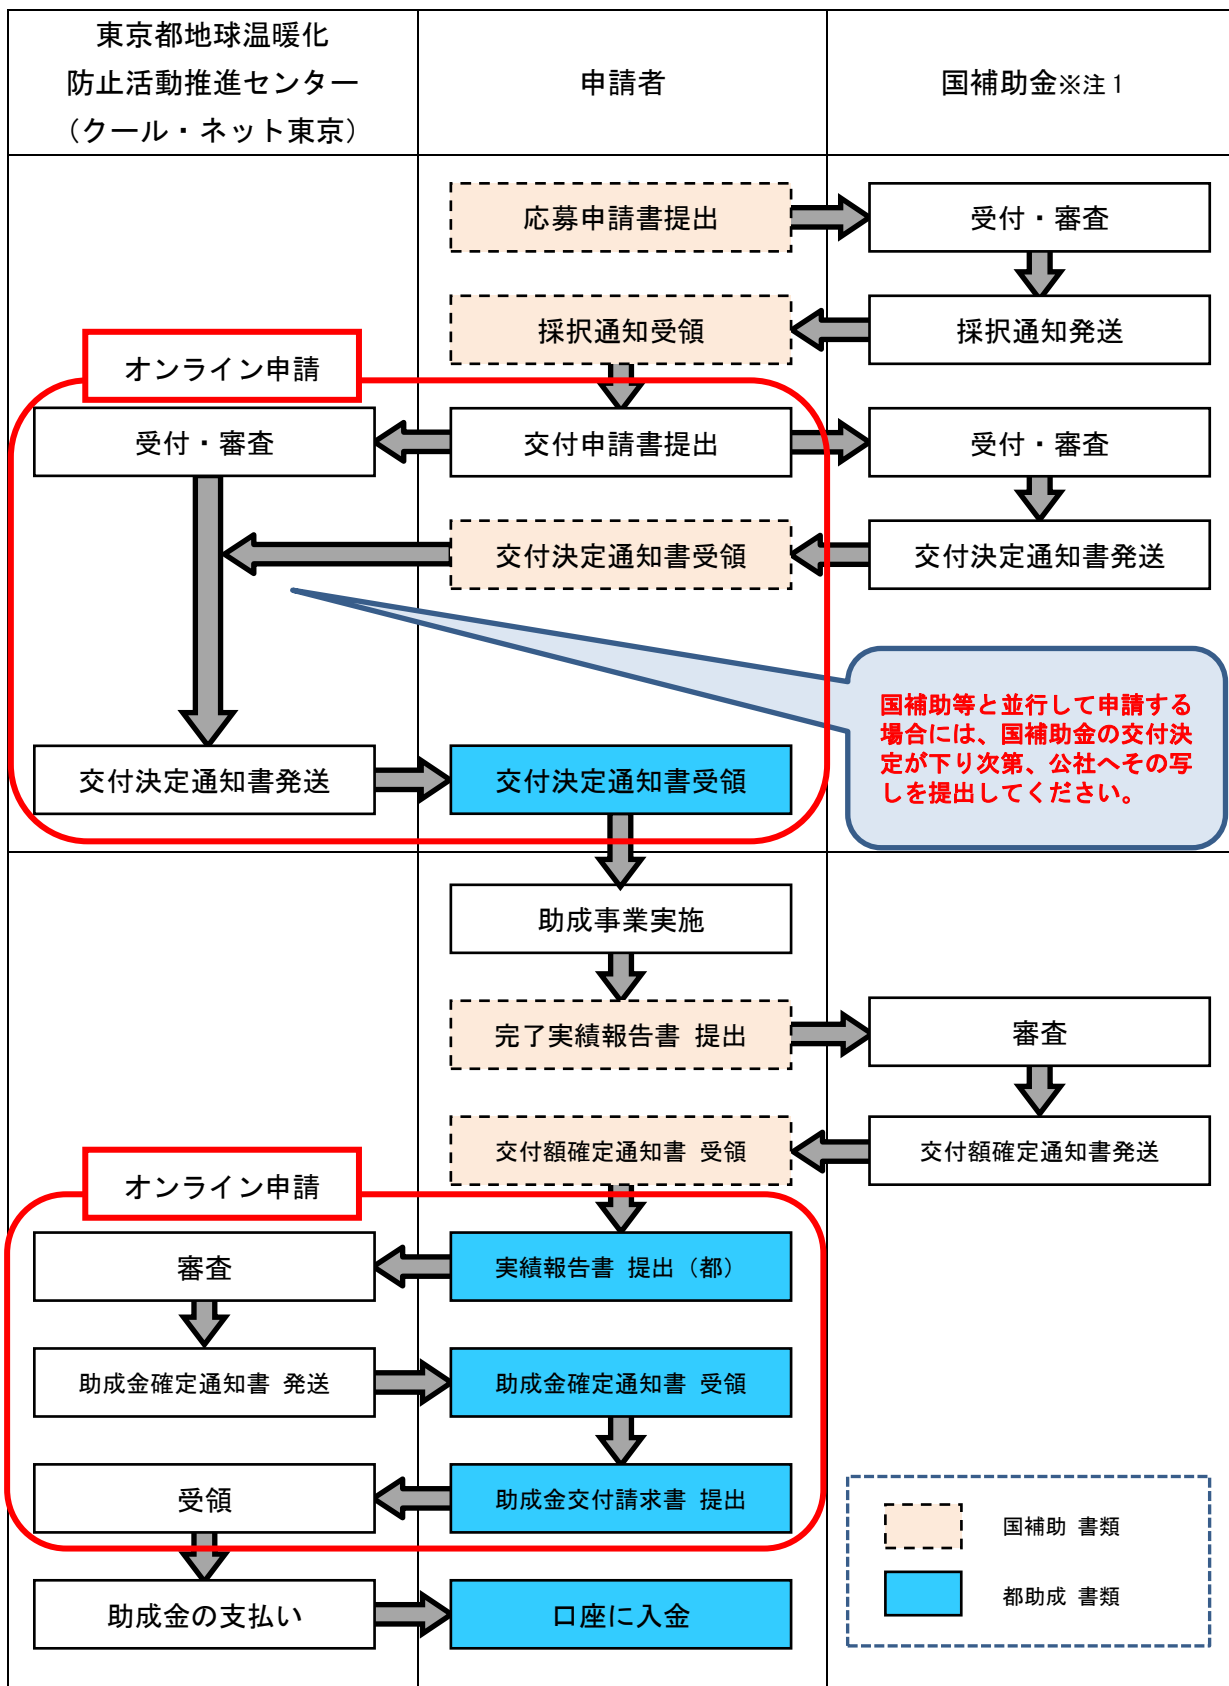 東京都地球温暖化
防止活動推進センター
（クール・ネット東京）
申請者
国補助金※注１
応募申請書提出
受付・審査
採択通知受領
採択通知発送
オンライン申請
受付・審査
交付申請書提出
受付・審査
交付決定通知書受領
交付決定通知書発送
国補助等と並行して申請する
場合には、国補助金の交付決
定が下り次第、公社へその写
しを提出してください。
交付決定通知書発送
交付決定通知書受領
助成事業実施
完了実績報告書 提出
審査
交付額確定通知書 受領
交付額確定通知書発送
オンライン申請
審査
実績報告書 提出（都）
助成金確定通知書 発送
助成金確定通知書 受領
受領
助成金交付請求書 提出
国補助 書類
都助成 書類
助成金の支払い
口座に入金